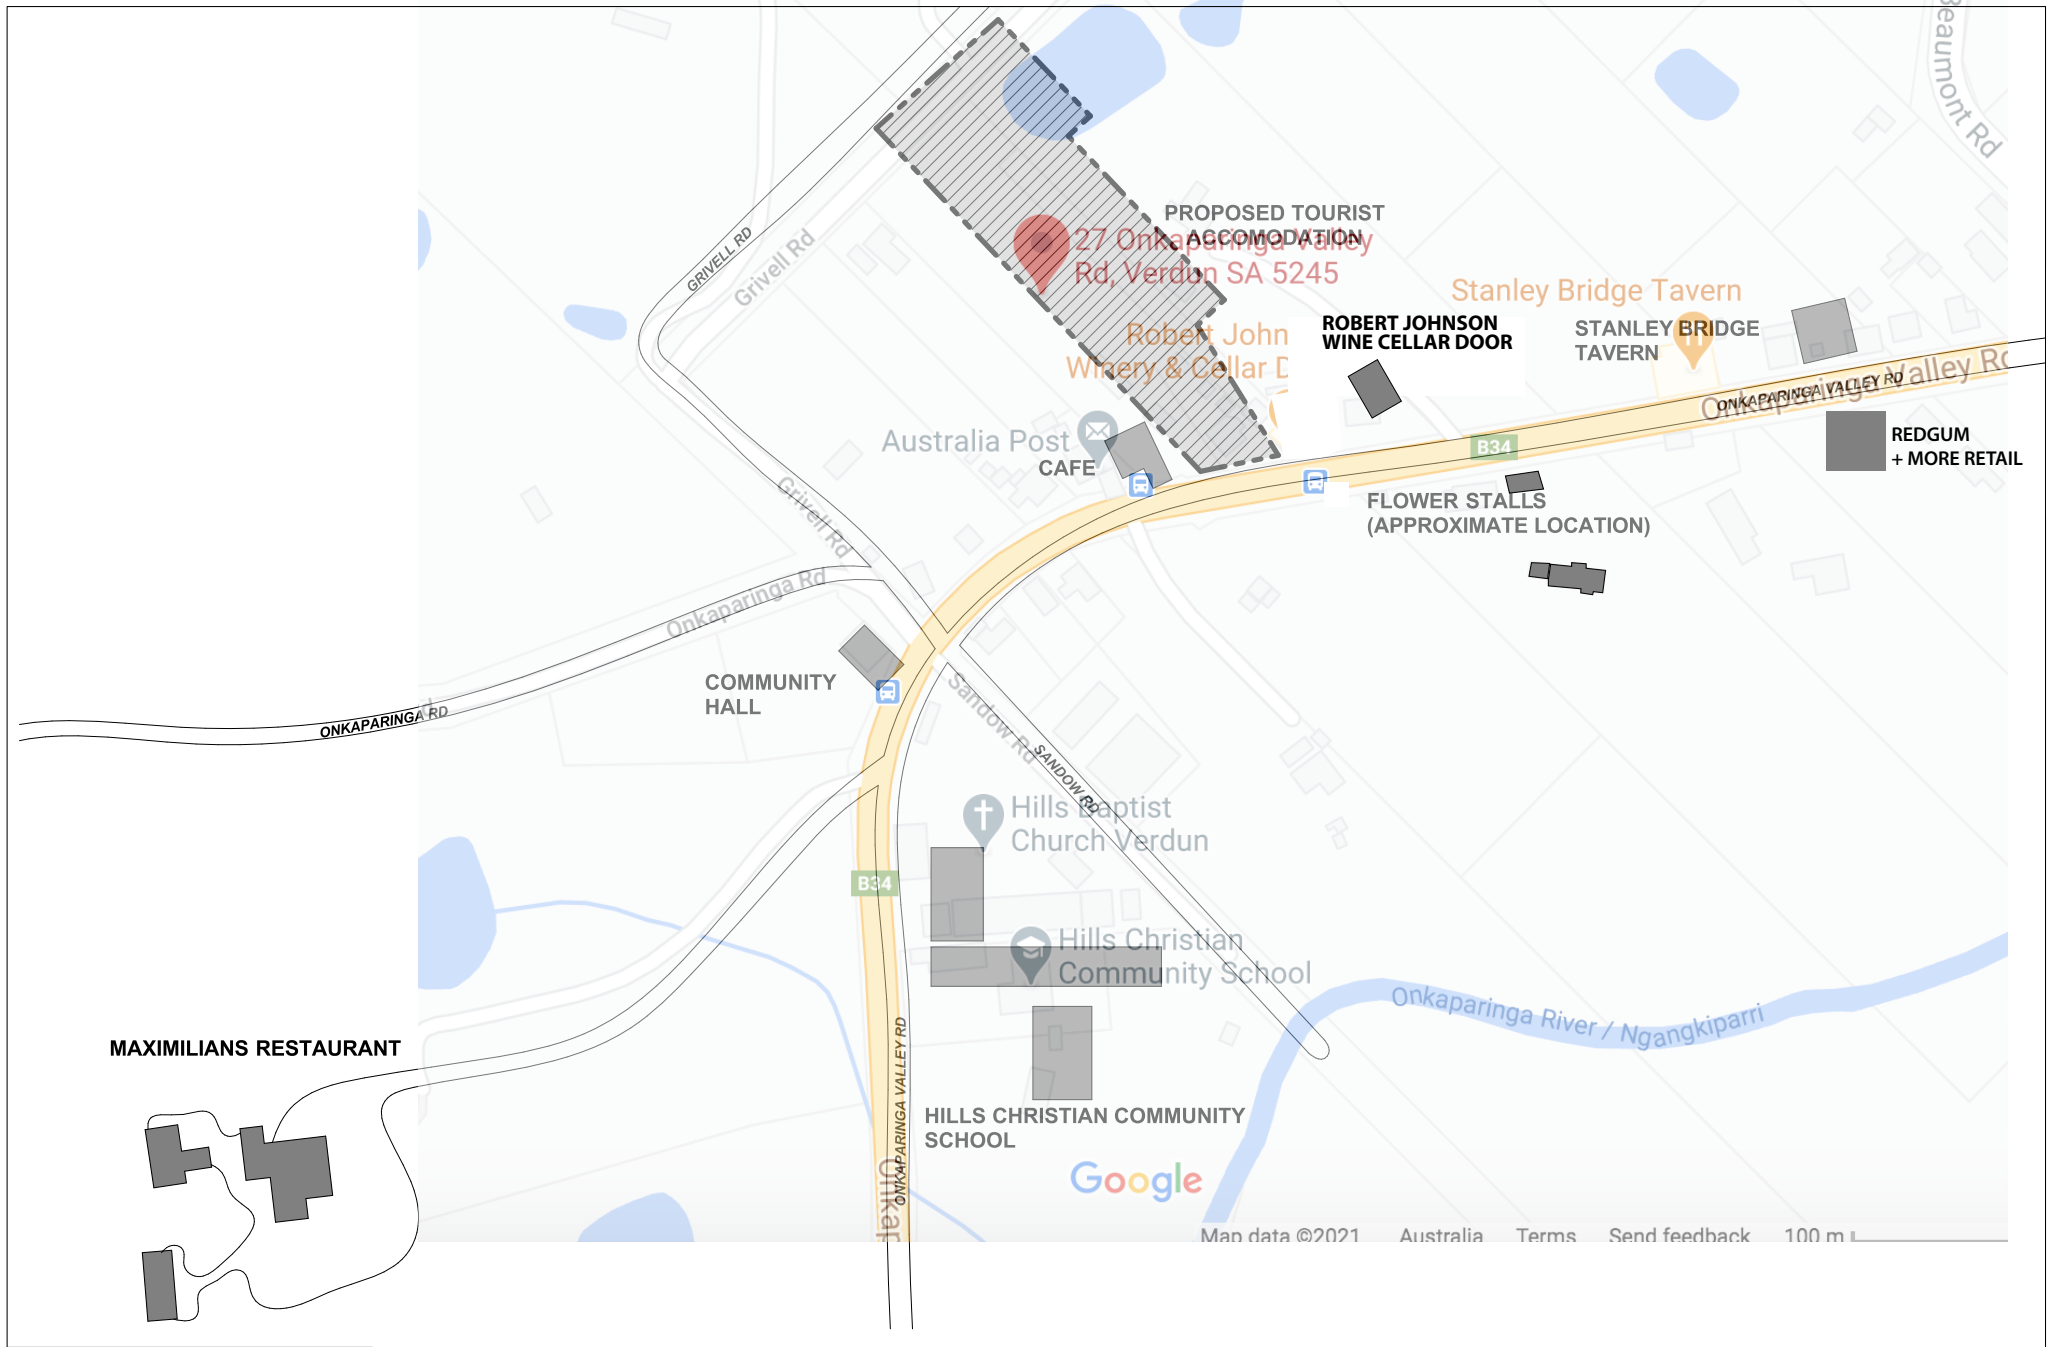 Beaumont Rd
GRIVELL RD
Grivell Rd
PROPOSED TOURIST
ACCOMODATION
27 Onkaparinga Valley
Rd, Verdun SA 5245
Stanley Bridge Tavern
ROBERT JOHNSON
WINE CELLAR DOOR
STANLEY BRIDGE
TAVERN
Robert John
Winery & Cellar D
Onkaparinga Valley Rd
ONKAPARINGA VALLEY RD
Australia Post
CAFE
B34
REDGUM
+ MORE RETAIL
FLOWER STALLS
(APPROXIMATE LOCATION)
Grivell Rd
Onkaparinga Rd
COMMUNITY
HALL
ONKAPARINGA RD
d
Sandow Rd
SANDOW RD
Hills Baptist
Church Verdun
B34
Hills Christian
Community School
Onkaparinga River / Ngangkiparri
MAXIMILIANS RESTAURANT
ONKAPARINGA VALLEY RD
HILLS CHRISTIAN COMMUNITY
SCHOOL
Onkap
Google
Map data ©2021 Australia Terms Send feedback 100 m